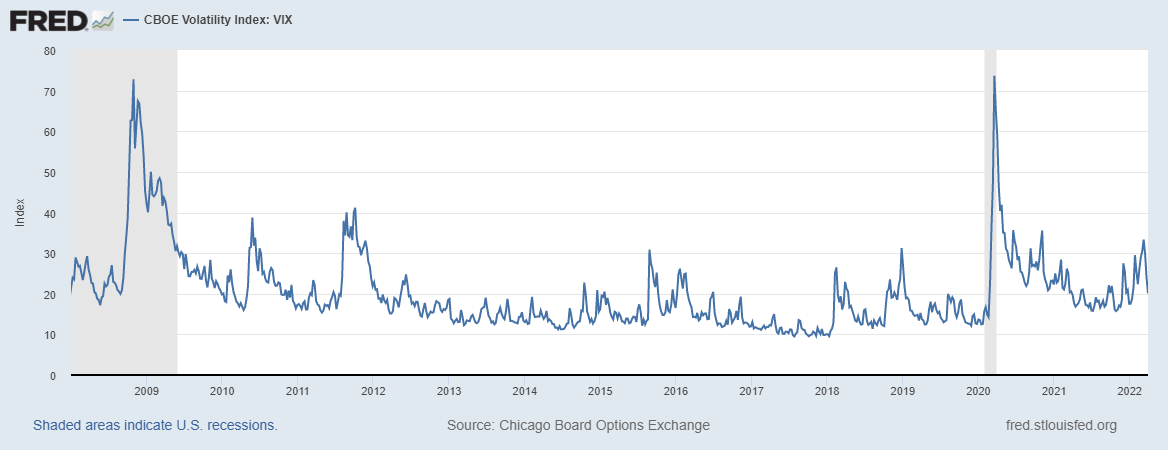 FRED
CBOE Volatility Index: VIX
80
70
60
50
40
30
20
10
0
Index
2009 2010 2011 2012 2013 2014 2015 2016 2017 2018 2019 2020 2021 2022
Shaded areas indicate U.S. recessions.
Source: Chicago Board Options Exchange
fred.stlouisfed.org